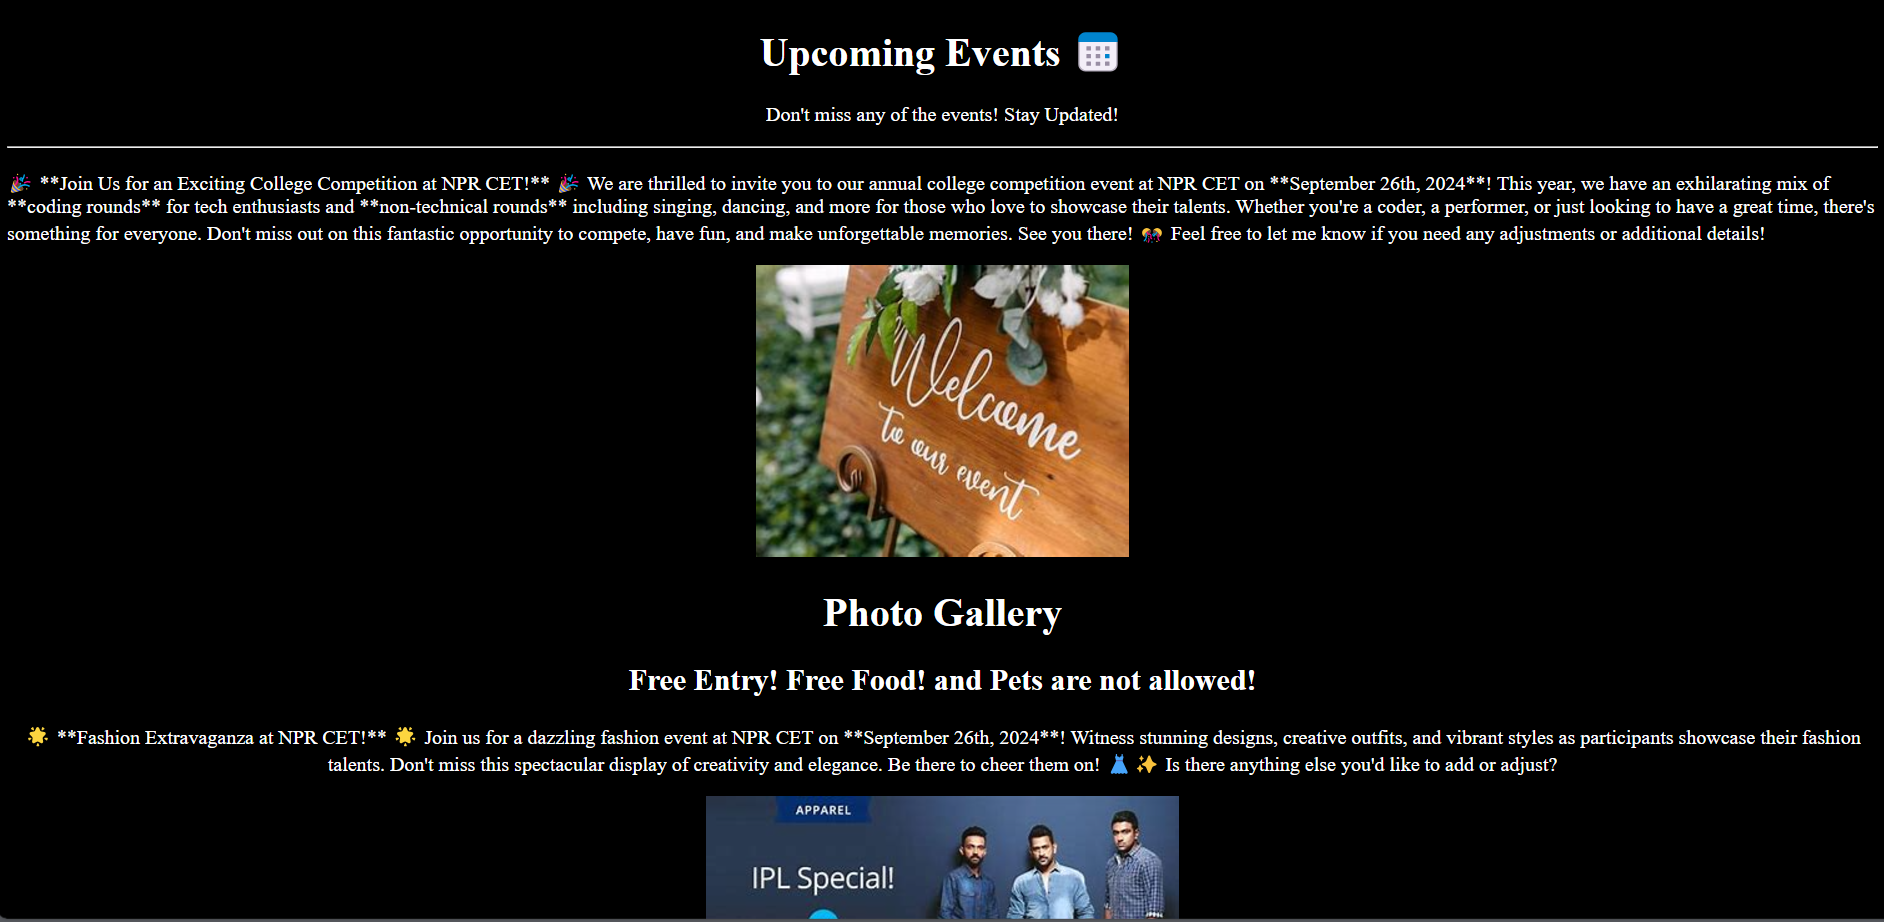 Upcoming Events 📅
Don't miss any of the events! Stay Updated!
🎉 **Join Us for an Exciting College Competition at NPR CET!** 🎉 We are thrilled to invite you to our annual college competition event at NPR CET on **September 26th, 2024**! This year, we have an exhilarating mix of
**coding rounds** for tech enthusiasts and **non-technical rounds** including singing, dancing, and more for those who love to showcase their talents. Whether you're a coder, a performer, or just looking to have a great time, there's
something for everyone. Don't miss out on this fantastic opportunity to compete, have fun, and make unforgettable memories. See you there! 🎊 Feel free to let me know if you need any adjustments or additional details!
Welcome
to our event
Photo Gallery
Free Entry! Free Food! and Pets are not allowed!
🌟 **Fashion Extravaganza at NPR CET!** 🌟 Join us for a dazzling fashion event at NPR CET on **September 26th, 2024**! Witness stunning designs, creative outfits, and vibrant styles as participants showcase their fashion
talents. Don't miss this spectacular display of creativity and elegance. Be there to cheer them on! 👗✨ Is there anything else you'd like to add or adjust?
APPAREL
IPL Special!